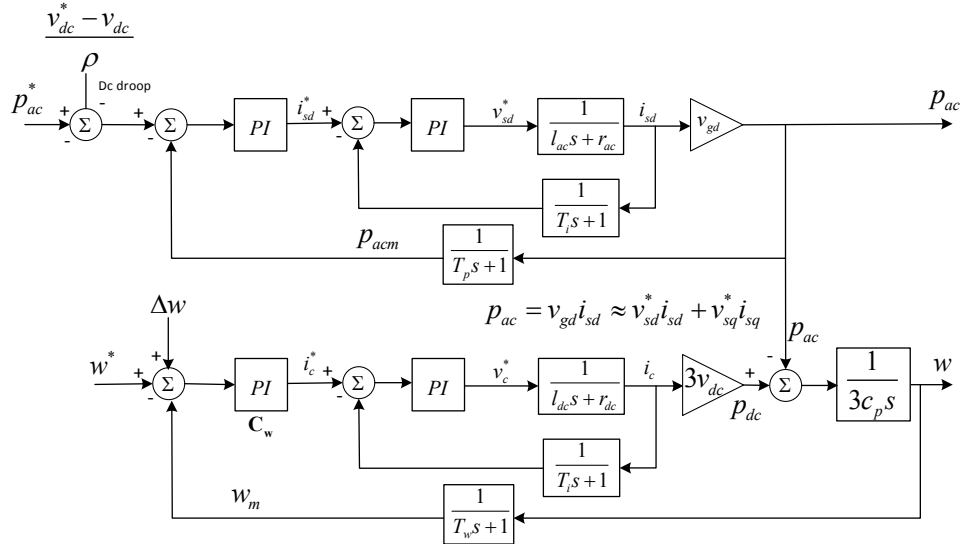 v*dc − vdc
ρ
Dc droop
p*ac + - - Σ + - Σ PI i*sd + - Σ PI v*sd 1 / (lac s + rac) isd vgd pac
1 / (Ti s + 1)
pacm 1 / (Tp s + 1)
pac = vgd isd ≈ v*sd isd + v*sq isq
pac
Δw
w* + + - Σ PI i*c + - Σ PI v*c 1 / (ldc s + rdc) ic 3vdc + - Σ 1 / (3cp s) w
pdc
Cw
1 / (Ti s + 1)
wm 1 / (Tw s + 1)